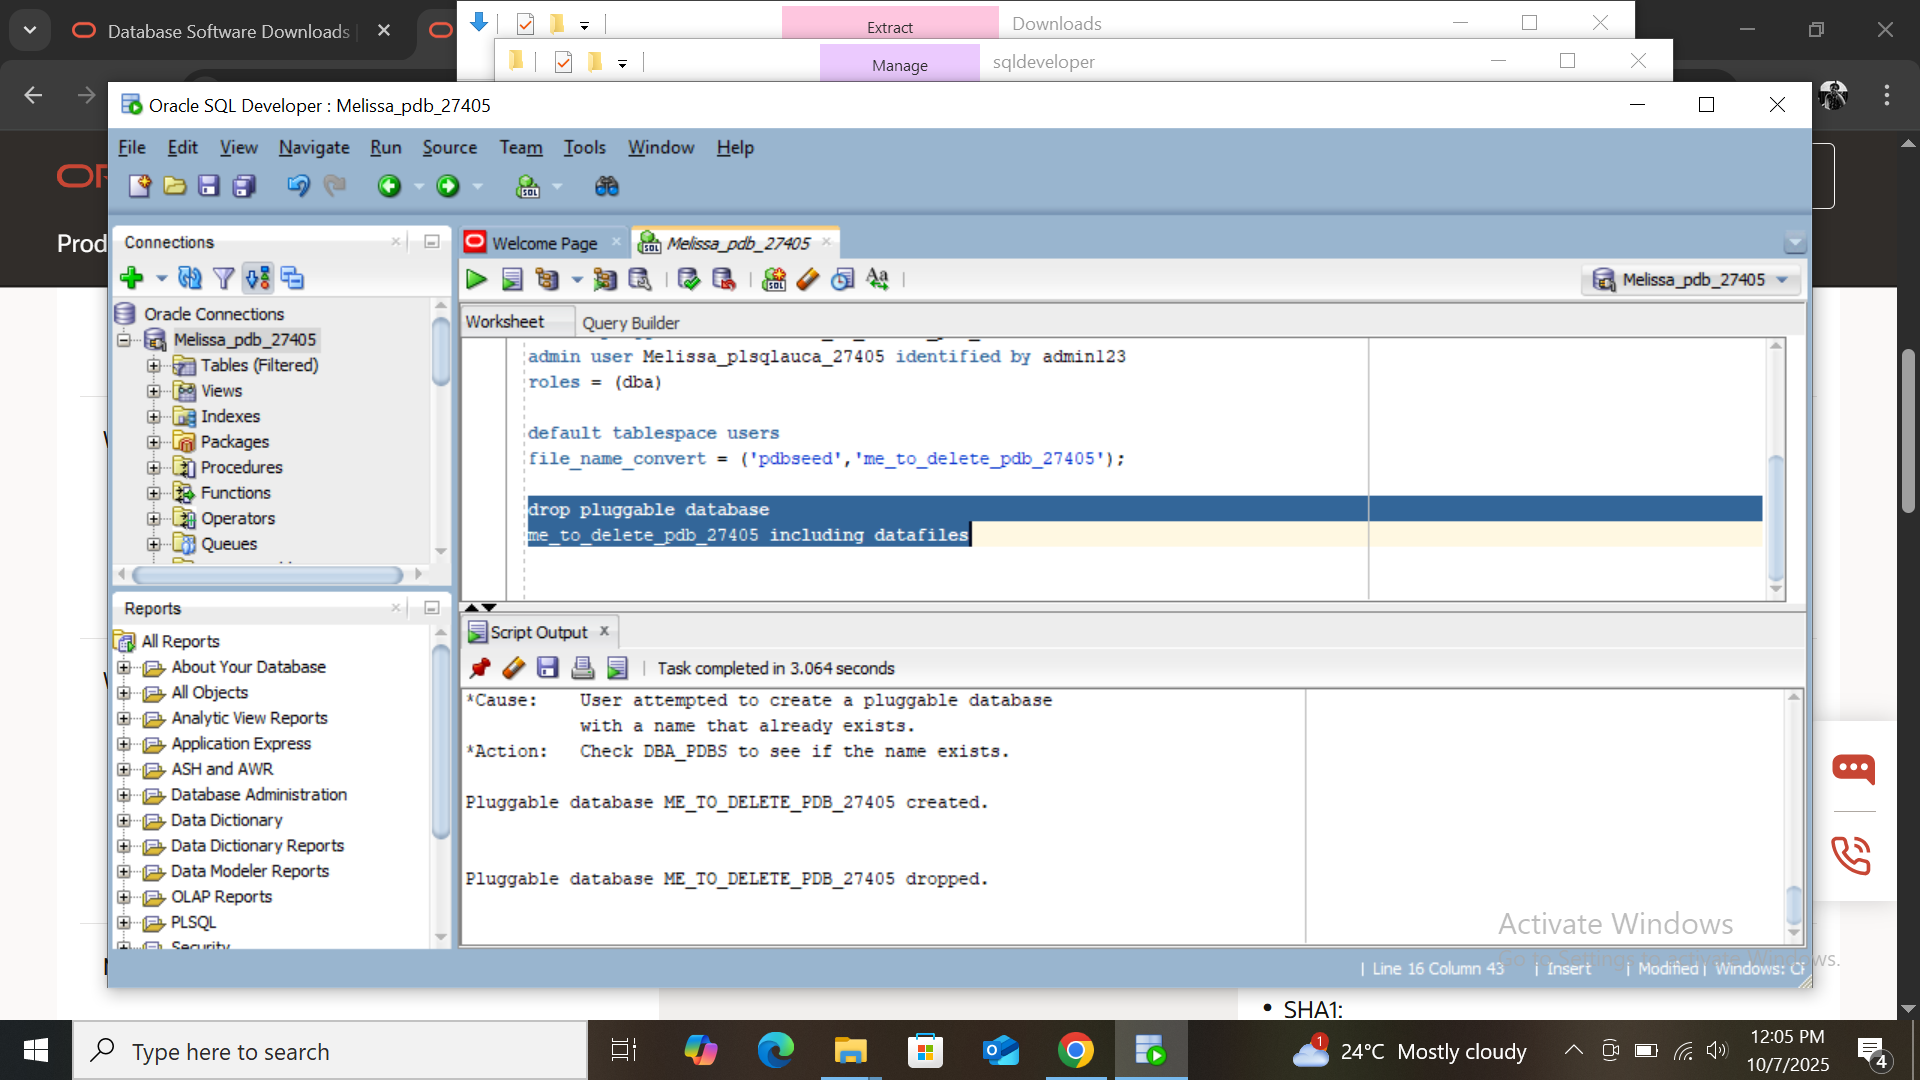 Database Software Downloads
Extract
Downloads
Manage
sqldeveloper
Oracle SQL Developer : Melissa_pdb_27405
File Edit View Navigate Run Source Team Tools Window Help
Prod
Connections
Welcome Page
Melissa_pdb_27405
Melissa_pdb_27405
Oracle Connections
Melissa_pdb_27405
Tables (Filtered)
Views
Indexes
Packages
Procedures
Functions
Operators
Queues
Worksheet
Query Builder
admin user Melissa_plsqlauca_27405 identified by admin123
roles = (dba)
default tablespace users
file_name_convert = ('pdbseed','me_to_delete_pdb_27405');
drop pluggable database
me_to_delete_pdb_27405 including datafiles
Reports
All Reports
About Your Database
All Objects
Analytic View Reports
Application Express
ASH and AWR
Database Administration
Data Dictionary
Data Dictionary Reports
Data Modeler Reports
OLAP Reports
PLSQL
Security
Script Output
Task completed in 3.064 seconds
*Cause: User attempted to create a pluggable database
with a name that already exists.
*Action: Check DBA_PDBS to see if the name exists.
Pluggable database ME_TO_DELETE_PDB_27405 created.
Pluggable database ME_TO_DELETE_PDB_27405 dropped.
Activate Windows
Go to Settings to activate Windows.
Line 16 Column 43
Insert
Modified
Windows: CR
• SHA1:
Type here to search
1
24°C Mostly cloudy
12:05 PM
10/7/2025
4